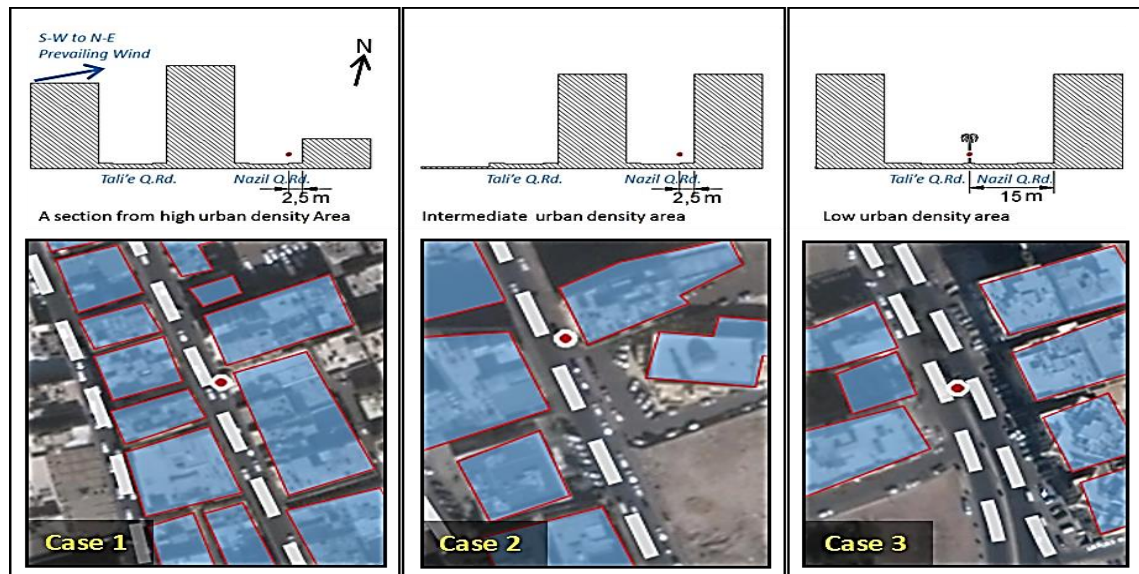 S-W to N-E
Prevailing Wind
N
Tali'e Q.Rd.
Nazil Q.Rd.
2,5 m
A section from high urban density Area
Case 1
Tali'e Q.Rd.
Nazil Q.Rd.
2,5 m
Intermediate urban density area
Case 2
Tali'e Q.Rd.
Nazil Q.Rd.
15 m
Low urban density area
Case 3